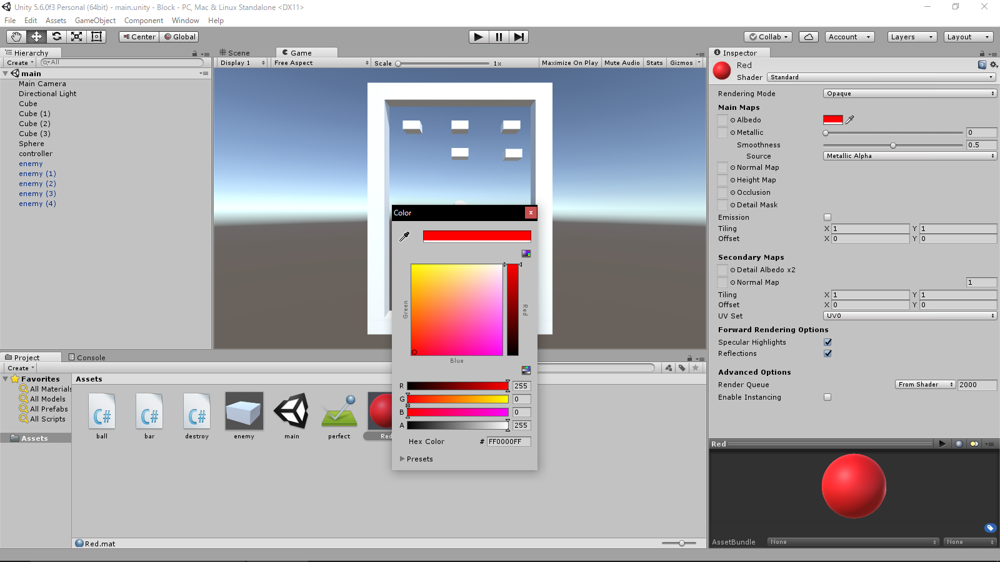 Unity 5.6.0f3 Personal (64bit) - main.unity - Block - PC, Mac & Linux Standalone <DX11>
File Edit Assets GameObject Component Window Help
Center Global Collab Account Layers Layout
Hierarchy
Create All
main
Main Camera
Directional Light
Cube
Cube (1)
Cube (2)
Cube (3)
Sphere
controller
enemy
enemy (1)
enemy (2)
enemy (3)
enemy (4)
Scene Game
Display 1 Free Aspect Scale 1x Maximize On Play Mute Audio Stats Gizmos
Color
Green
Red
Blue
R 255
G 0
B 0
A 255
Hex Color # FF0000FF
Presets
Project Console
Create
Favorites
All Materials
All Models
All Prefabs
All Scripts
Assets
Assets
C# C# C#
ball bar destroy enemy main perfect Red
Red.mat
Inspector
Red
Shader Standard
Rendering Mode Opaque
Main Maps
Albedo
Metallic 0
Smoothness 0.5
Source Metallic Alpha
Normal Map
Height Map
Occlusion
Detail Mask
Emission
Tiling X 1 Y 1
Offset X 0 Y 0
Secondary Maps
Detail Albedo x2
Normal Map 1
Tiling X 1 Y 1
Offset X 0 Y 0
UV Set UV0
Forward Rendering Options
Specular Highlights
Reflections
Advanced Options
Render Queue From Shader 2000
Enable Instancing
Red
AssetBundle None None